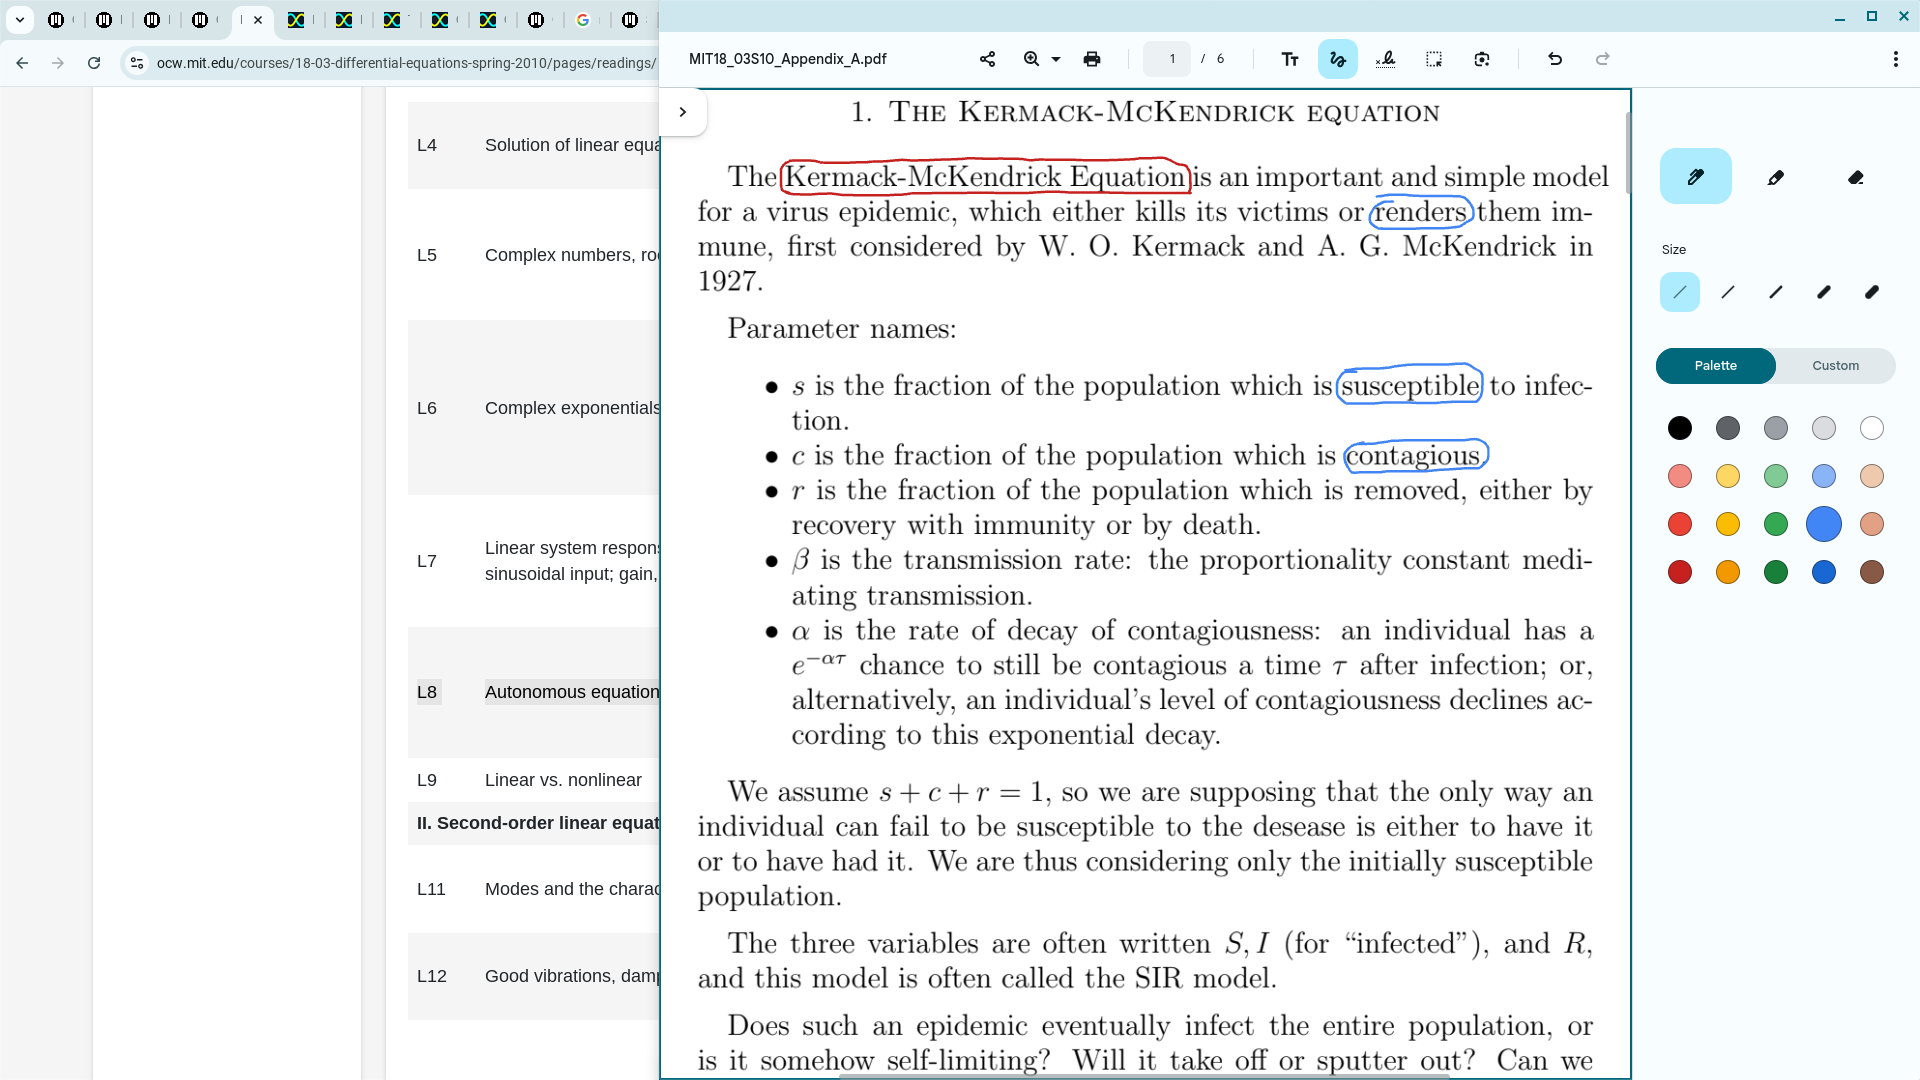 ocw.mit.edu/courses/18-03-differential-equations-spring-2010/pages/readings/
L4 Solution of linear equa
L5 Complex numbers, ro
L6 Complex exponentials
L7 Linear system respon
sinusoidal input; gain,
L8 Autonomous equation
L9 Linear vs. nonlinear
II. Second-order linear equat
L11 Modes and the charac
L12 Good vibrations, damp
MIT18_03S10_Appendix_A.pdf
1 / 6
1. The Kermack-McKendrick equation
The Kermack-McKendrick Equation is an important and simple model
for a virus epidemic, which either kills its victims or renders them im-
mune, first considered by W. O. Kermack and A. G. McKendrick in
1927.
Parameter names:
• s is the fraction of the population which is susceptible to infec-
tion.
• c is the fraction of the population which is contagious.
• r is the fraction of the population which is removed, either by
recovery with immunity or by death.
• β is the transmission rate: the proportionality constant medi-
ating transmission.
• α is the rate of decay of contagiousness: an individual has a
e^{−ατ} chance to still be contagious a time τ after infection; or,
alternatively, an individual's level of contagiousness declines ac-
cording to this exponential decay.
We assume s + c + r = 1, so we are supposing that the only way an
individual can fail to be susceptible to the desease is either to have it
or to have had it. We are thus considering only the initially susceptible
population.
The three variables are often written S, I (for “infected”), and R,
and this model is often called the SIR model.
Does such an epidemic eventually infect the entire population, or
is it somehow self-limiting? Will it take off or sputter out? Can we
Size
Palette
Custom